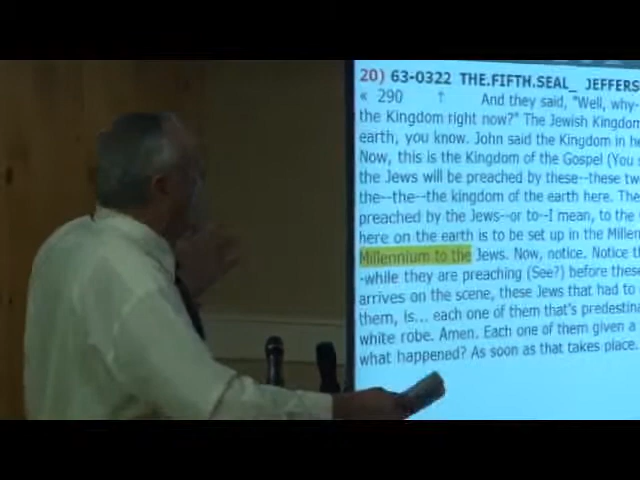 20) 63-0322 THE.FIFTH.SEAL_ JEFFERS
« 290 ↑ And they said, "Well, why-
the Kingdom right now?" The Jewish Kingdom
earth, you know. John said the Kingdom in he
Now, this is the Kingdom of the Gospel (You s
the Jews will be preached by these--these tw
the--the--the kingdom of the earth here. The
preached by the Jews--or to--I mean, to the
here on the earth is to be set up in the Millen
Millennium to the Jews. Now, notice. Notice t
-while they are preaching (See?) before these
arrives on the scene, these Jews that had to
them, is... each one of them that's predestina
white robe. Amen. Each one of them given a
what happened? As soon as that takes place.